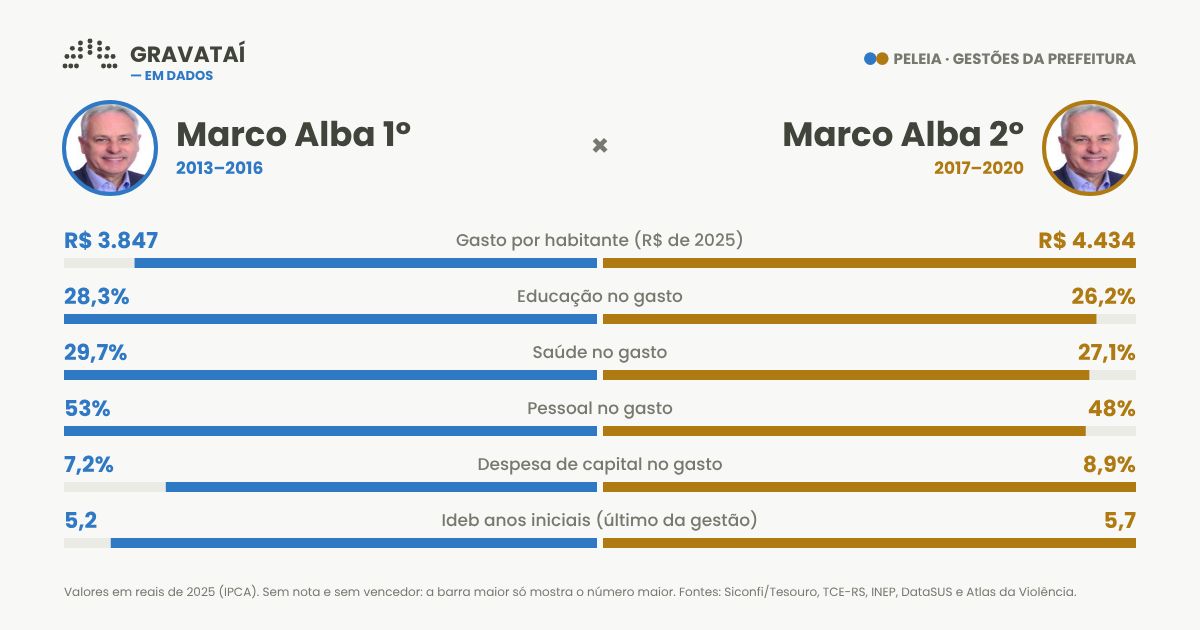 GRAVATAÍ
— EM DADOS
PELEIA · GESTÕES DA PREFEITURA
Marco Alba 1º
2013–2016
×
Marco Alba 2º
2017–2020
R$ 3.847 Gasto por habitante (R$ de 2025) R$ 4.434
28,3% Educação no gasto 26,2%
29,7% Saúde no gasto 27,1%
53% Pessoal no gasto 48%
7,2% Despesa de capital no gasto 8,9%
5,2 Ideb anos iniciais (último da gestão) 5,7
Valores em reais de 2025 (IPCA). Sem nota e sem vencedor: a barra maior só mostra o número maior. Fontes: Siconfi/Tesouro, TCE-RS, INEP, DataSUS e Atlas da Violência.